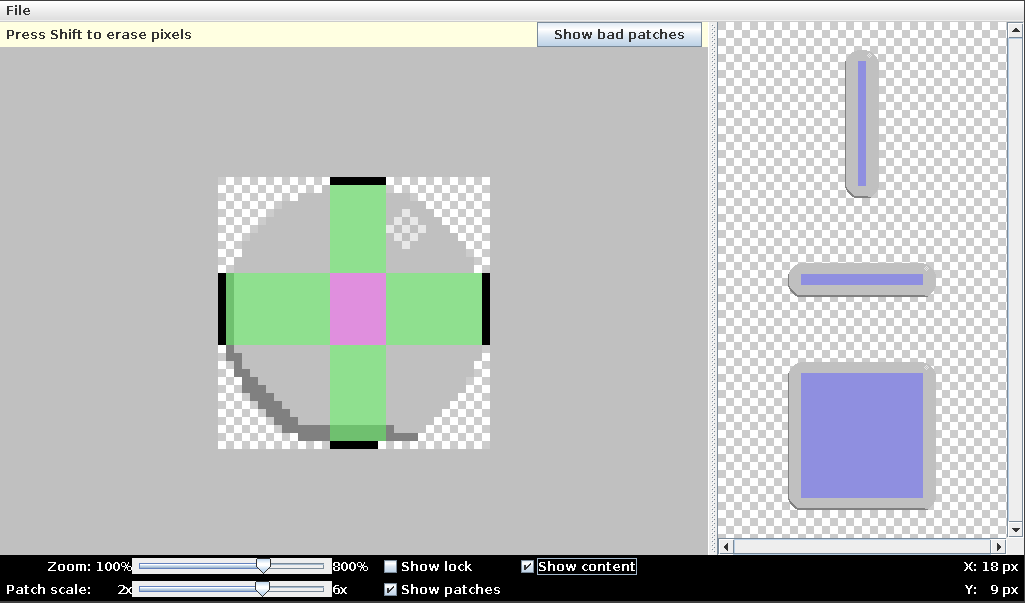 File
Press Shift to erase pixels
Show bad patches
Zoom: 100% 800% Show lock Show content X: 18 px
Patch scale: 2x 6x Show patches Y: 9 px